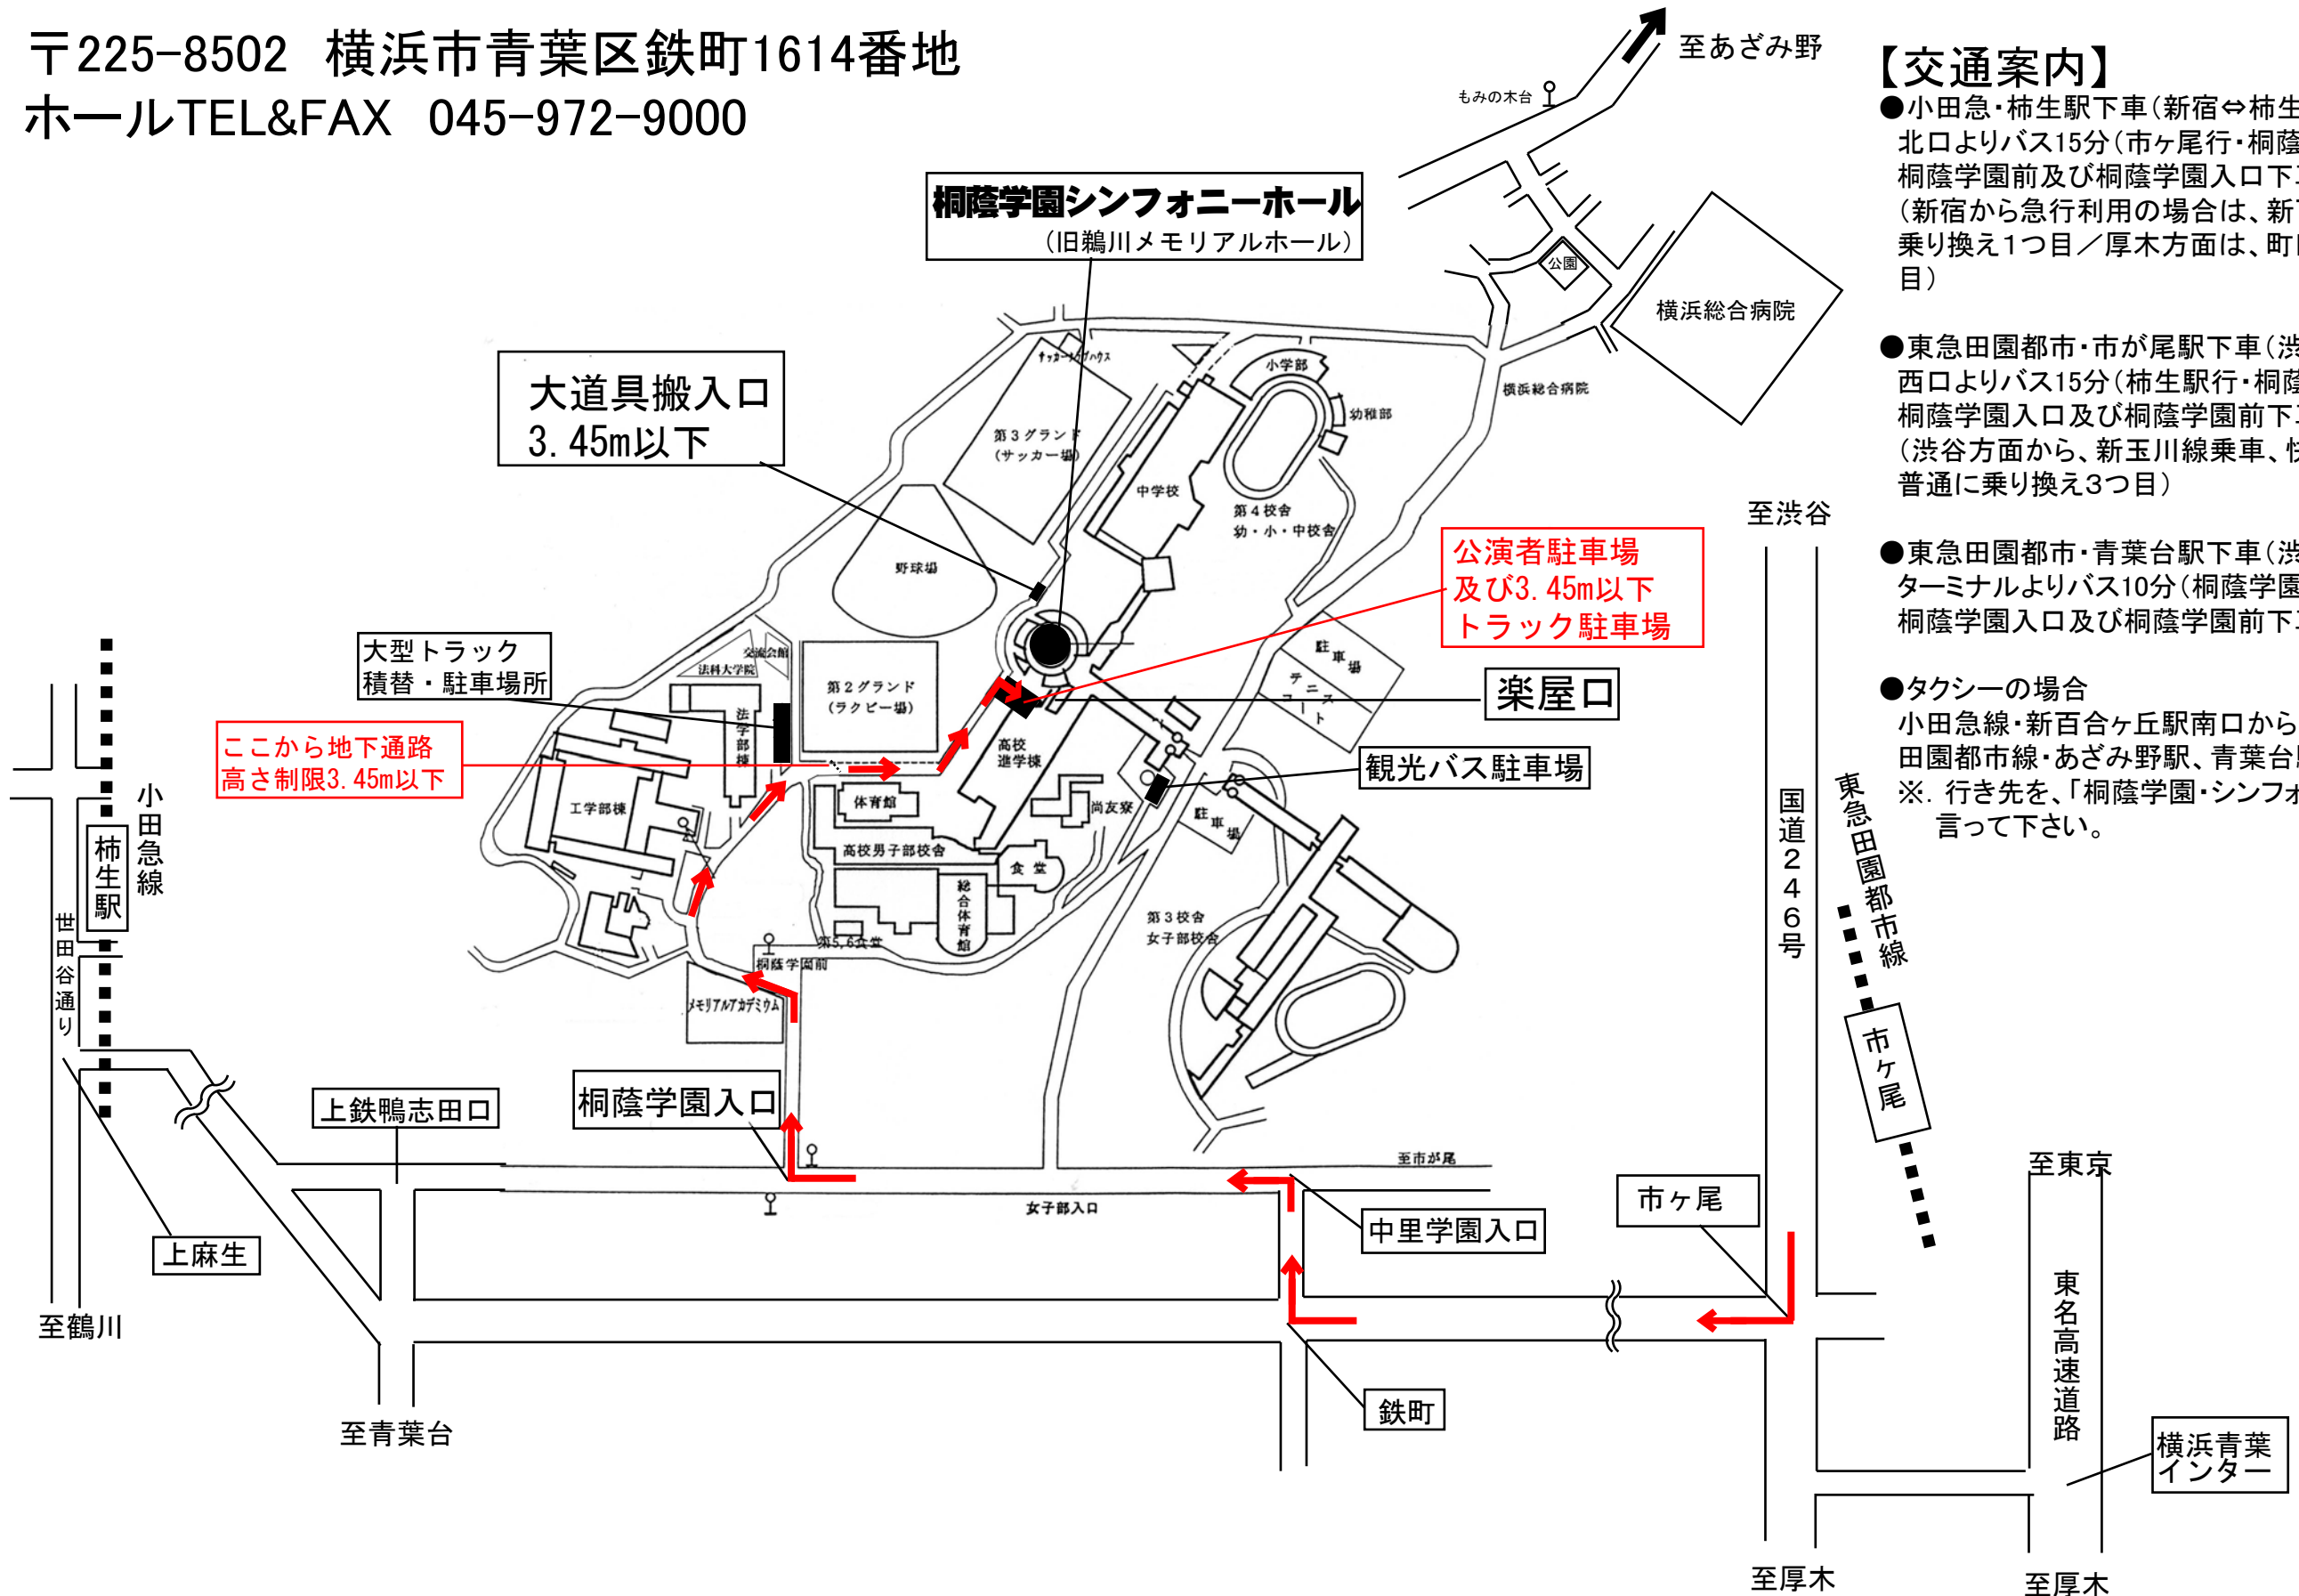 〒225-8502 横浜市青葉区鉄町1614番地
ホールTEL&FAX 045-972-9000
至あざみ野
もみの木台
【交通案内】
●小田急・柿生駅下車(新宿⇔柿生
北口よりバス15分(市ヶ尾行・桐蔭
桐蔭学園前及び桐蔭学園入口下
(新宿から急行利用の場合は、新
乗り換え1つ目／厚木方面は、町
目)
●東急田園都市・市が尾駅下車(渋
西口よりバス15分(柿生駅行・桐蔭
桐蔭学園入口及び桐蔭学園前下
(渋谷方面から、新玉川線乗車、
普通に乗り換え3つ目)
●東急田園都市・青葉台駅下車(渋
ターミナルよりバス10分(桐蔭学園
桐蔭学園入口及び桐蔭学園前下
●タクシーの場合
小田急線・新百合ヶ丘駅南口から
田園都市線・あざみ野駅、青葉台
※. 行き先を、「桐蔭学園・シンフォ
言って下さい。
桐蔭学園シンフォニーホール
(旧鵜川メモリアルホール)
公園
横浜総合病院
横浜総合病院
大道具搬入口
3.45m以下
サッカークラブハウス
第3グランド
(サッカー場)
小学部
幼稚部
中学校
第4校舎
幼・小・中校舎
野球場
至渋谷
公演者駐車場
及び3.45m以下
トラック駐車場
大型トラック
積替・駐車場所
交流会館
法科大学院
第2グランド
(ラクビー場)
法学部棟
駐車場
テニスコート
楽屋口
ここから地下通路
高さ制限3.45m以下
高校
進学棟
観光バス駐車場
小田急線
柿生駅
世田谷通り
工学部棟
体育館
尚友寮
駐車場
高校男子部校舎
食堂
総合体育館
第3校舎
女子部校舎
第5,6食堂
桐蔭学園前
メモリアルアカデミウム
国道246号
東急田園都市線
市ヶ尾
上鉄鴨志田口
桐蔭学園入口
至市が尾
女子部入口
中里学園入口
市ヶ尾
至東京
上麻生
至鶴川
東名高速道路
鉄町
至青葉台
横浜青葉
インター
至厚木
至厚木